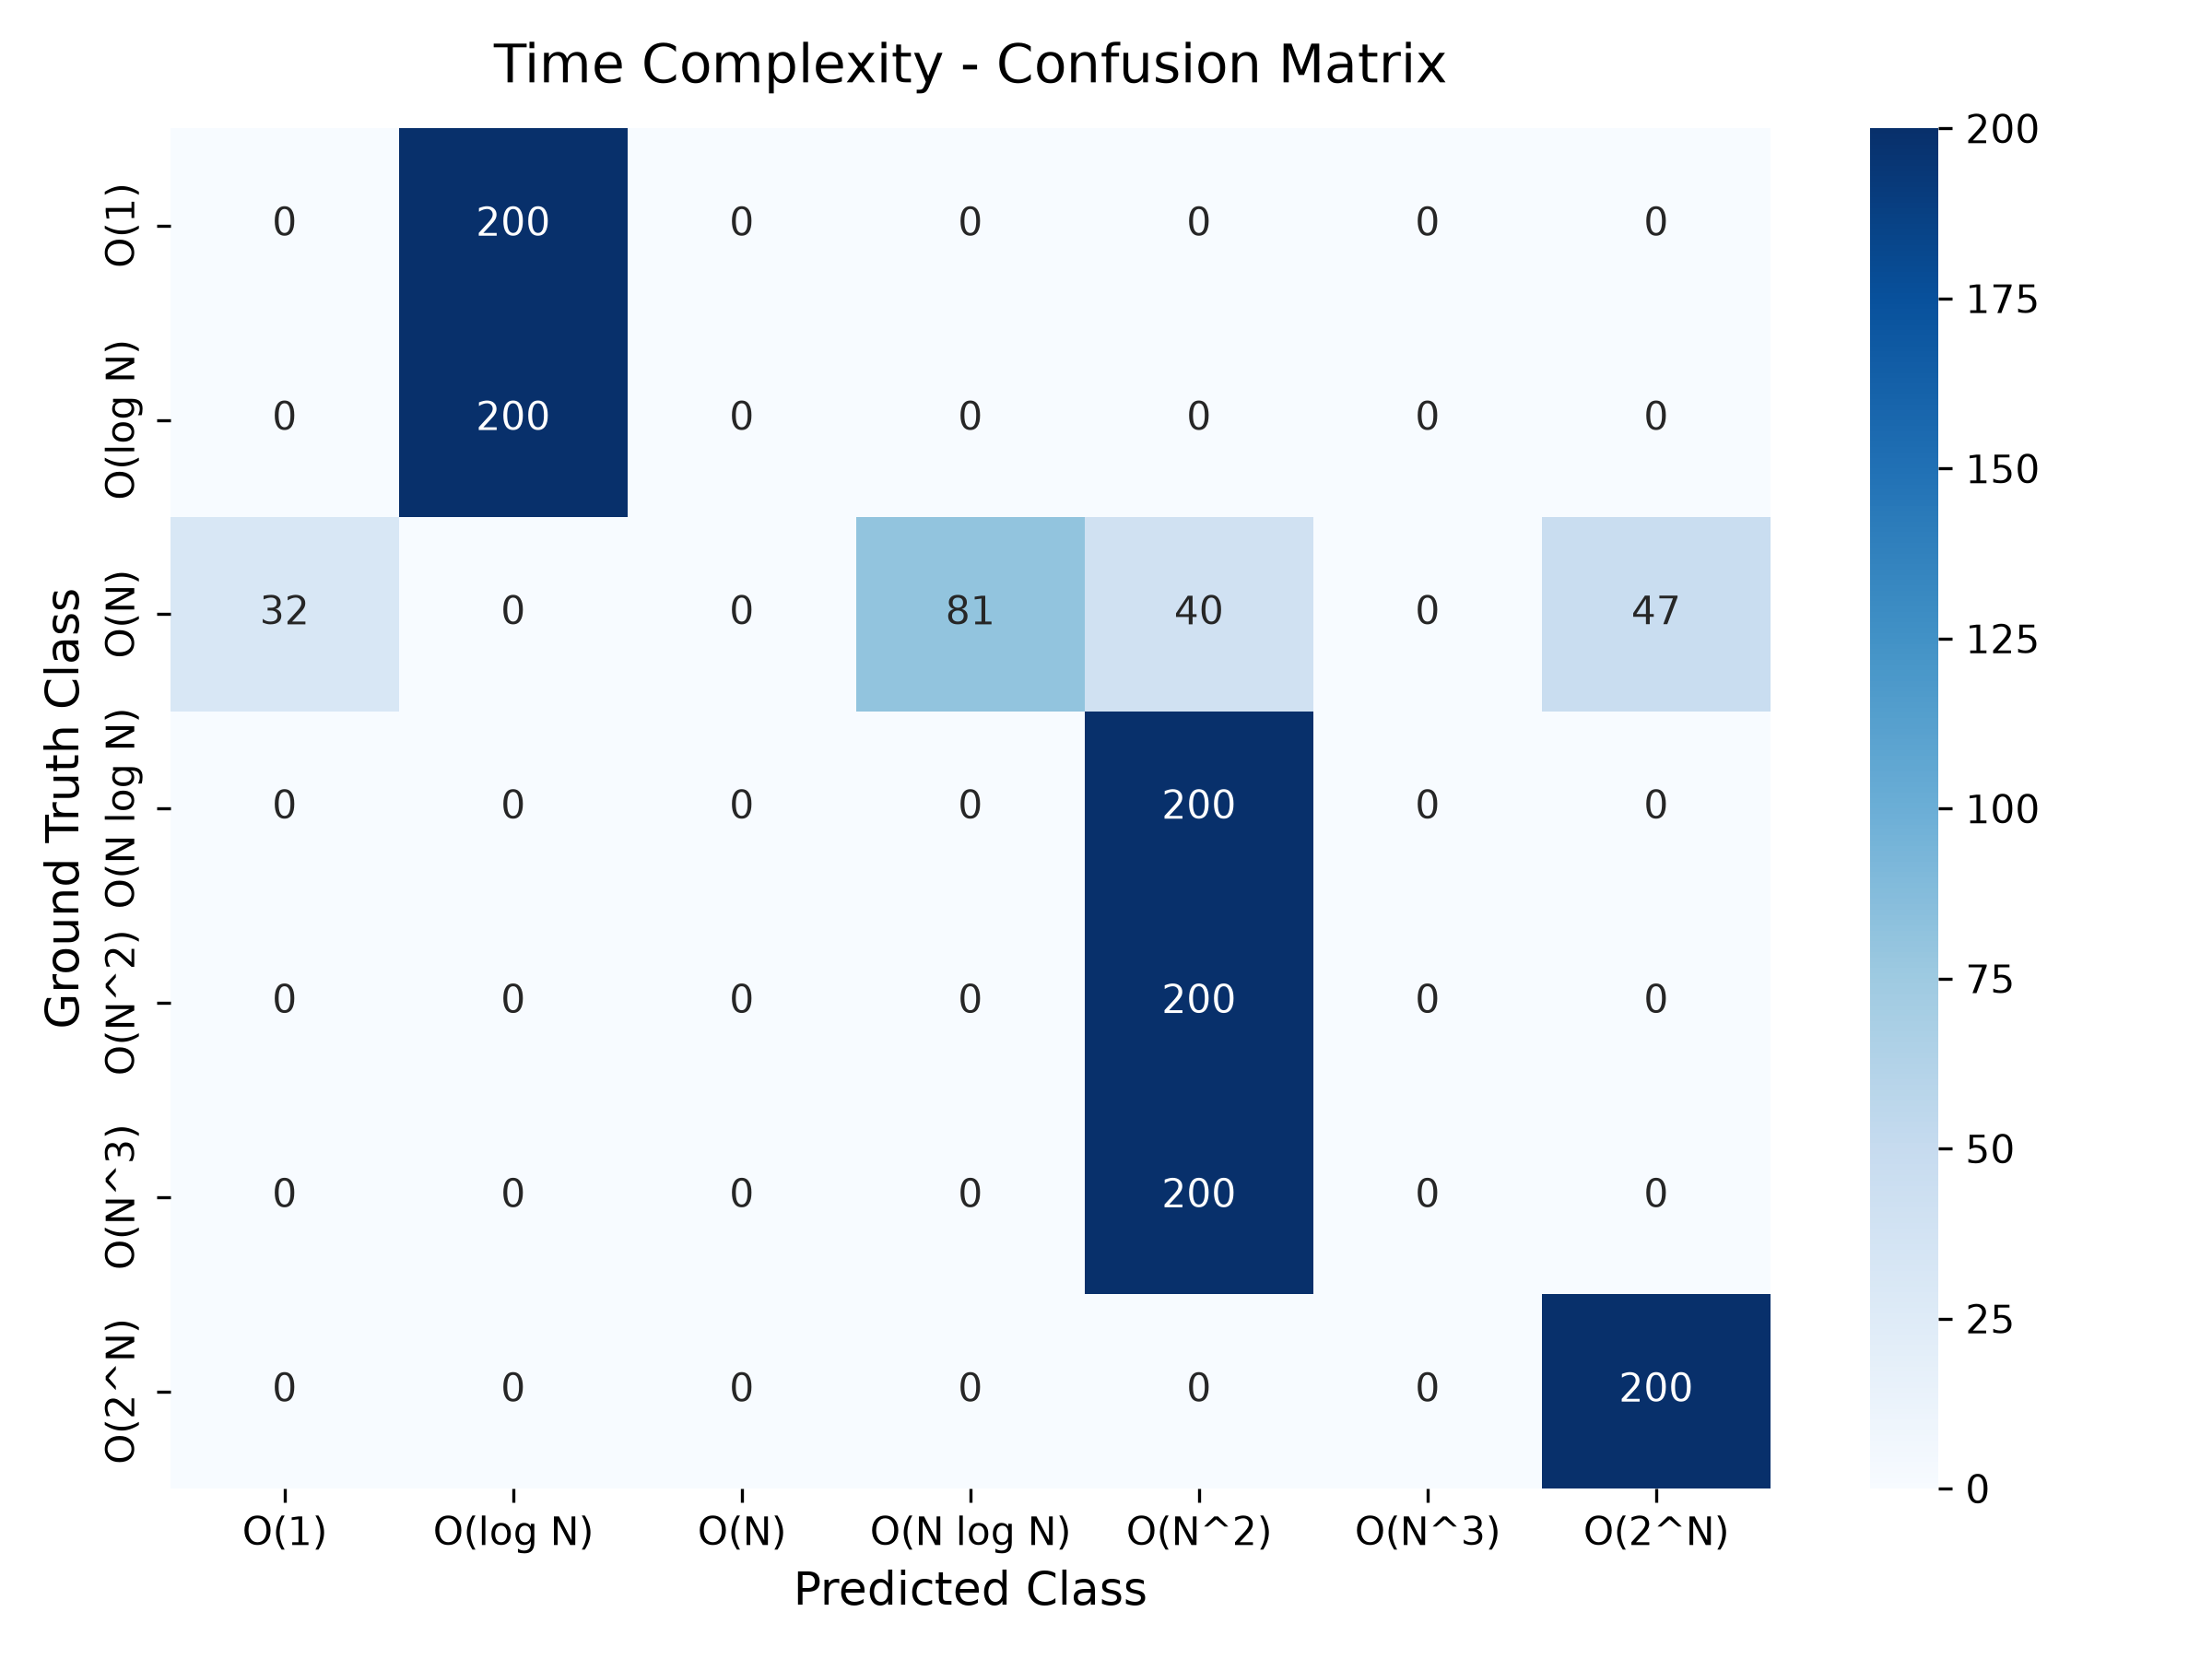 Time Complexity - Confusion Matrix
Ground Truth Class
O(1) 0 200 0 0 0 0 0
O(log N) 0 200 0 0 0 0 0
O(N) 32 0 0 81 40 0 47
O(N log N) 0 0 0 0 200 0 0
O(N^2) 0 0 0 0 200 0 0
O(N^3) 0 0 0 0 200 0 0
O(2^N) 0 0 0 0 0 0 200
O(1) O(log N) O(N) O(N log N) O(N^2) O(N^3) O(2^N)
Predicted Class
200
175
150
125
100
75
50
25
0